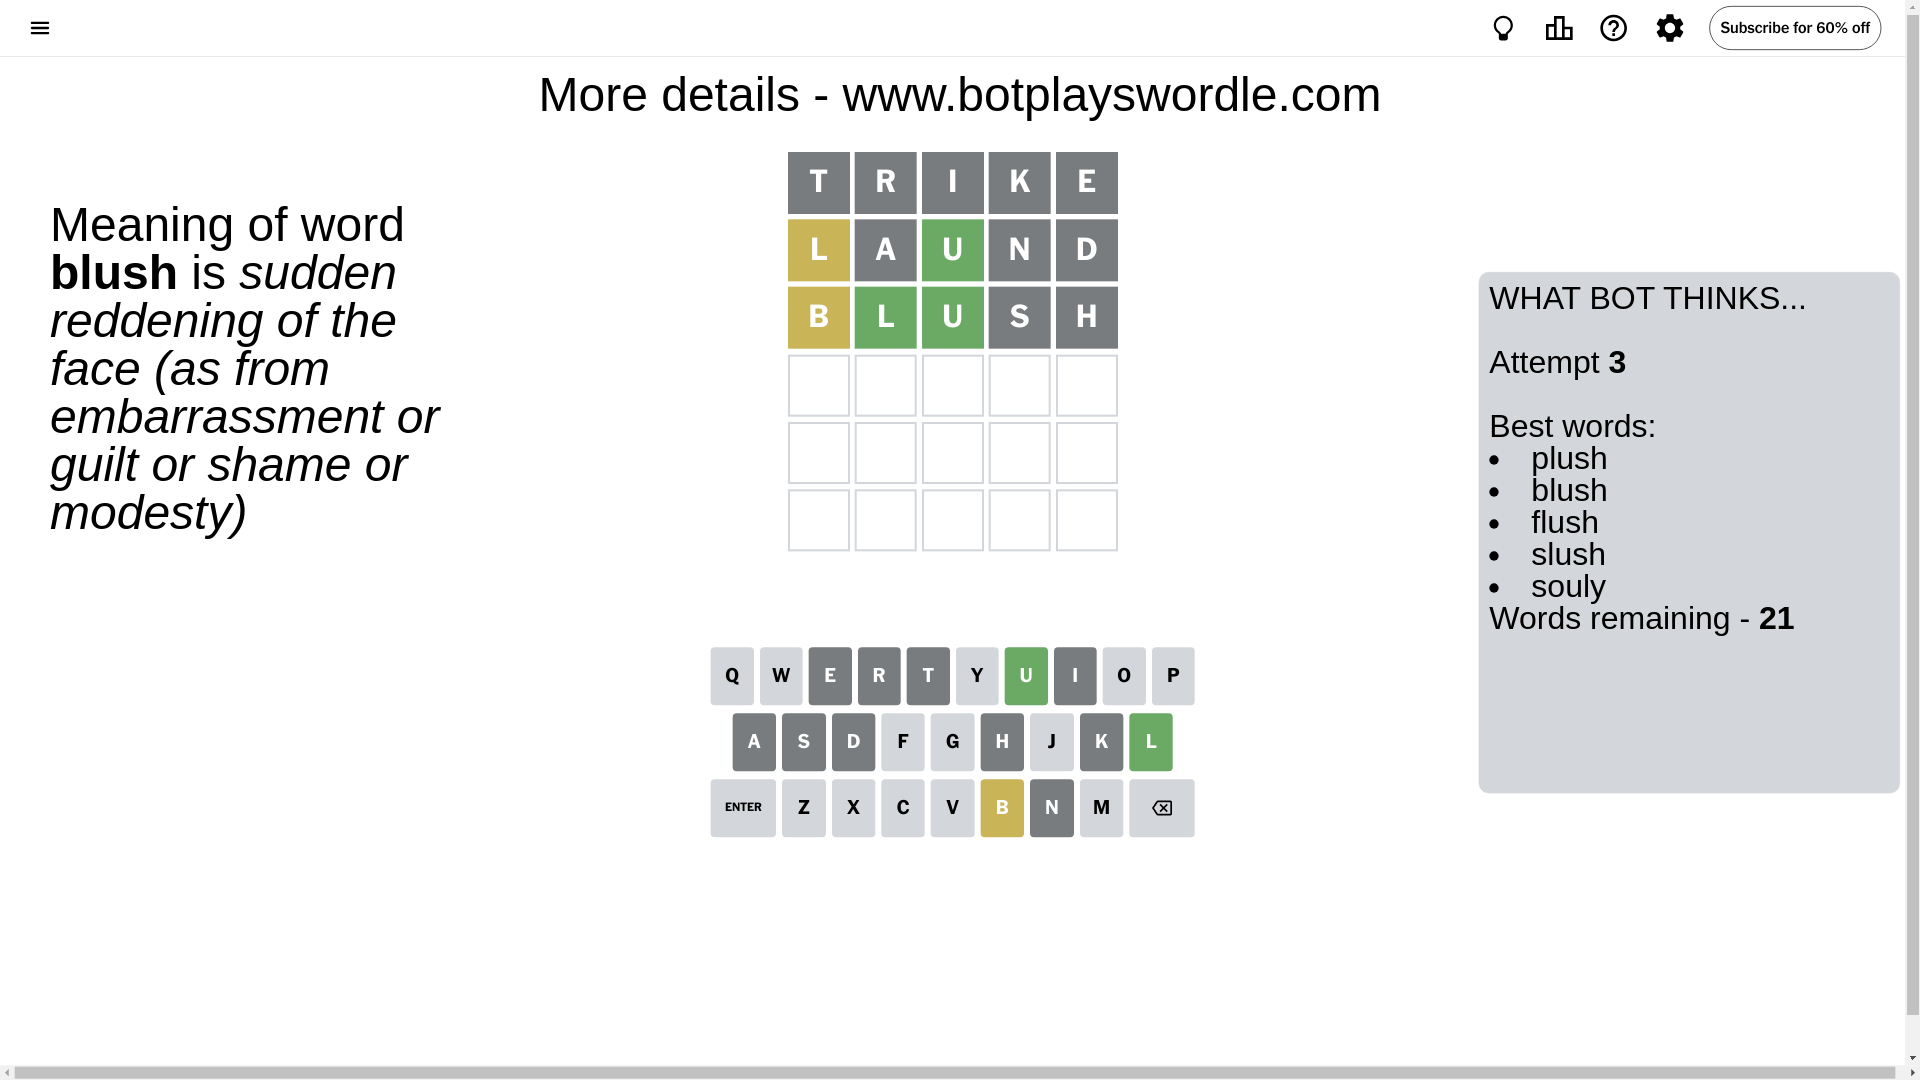 Subscribe for 60% off
More details - www.botplayswordle.com
Meaning of word
blush is sudden
reddening of the
face (as from
embarrassment or
guilt or shame or
modesty)
T R I K E
L A U N D
B L U S H
WHAT BOT THINKS...
Attempt 3
Best words:
• plush
• blush
• flush
• slush
• souly
Words remaining - 21
Q W E R T Y U I O P
A S D F G H J K L
ENTER Z X C V B N M